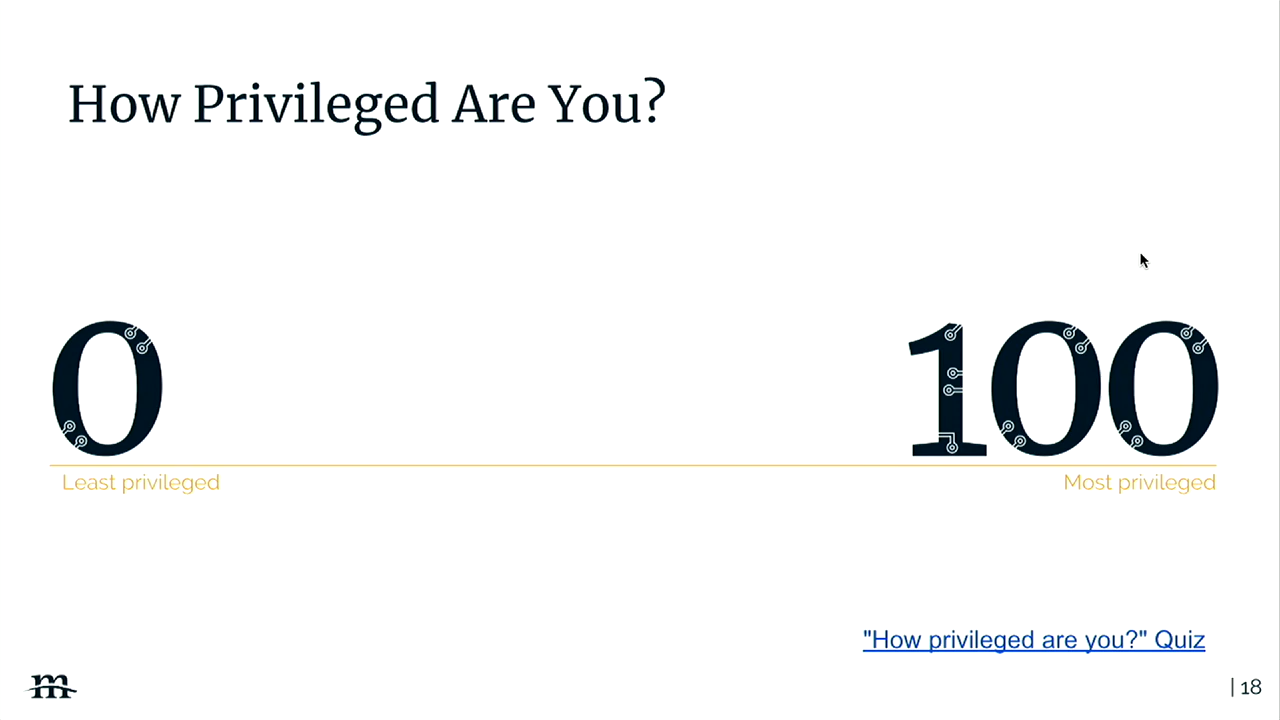 How Privileged Are You?
0
100
Least privileged
Most privileged
"How privileged are you?" Quiz
m
| 18